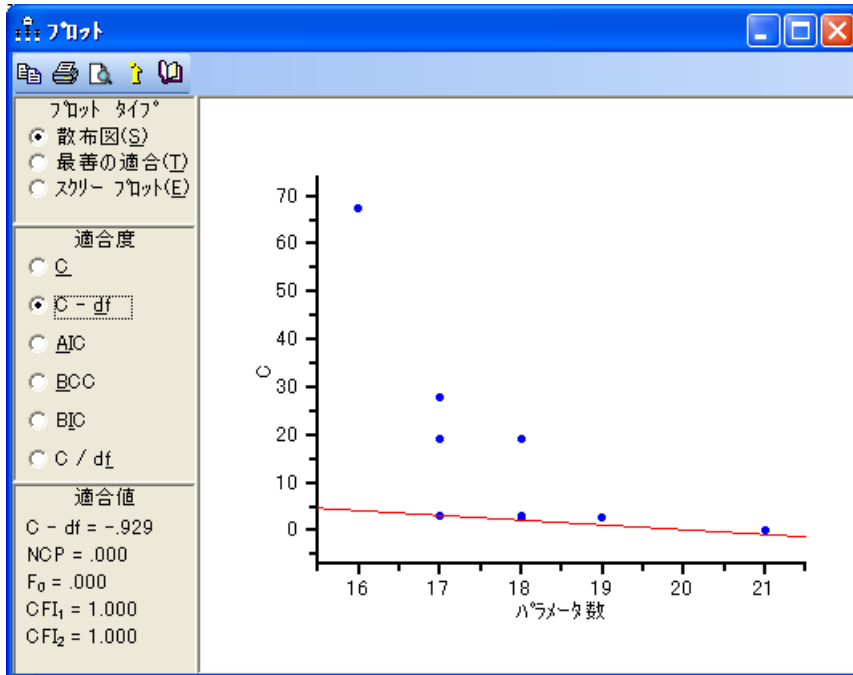 ﾌﾟﾛｯﾄ
ﾌﾟﾛｯﾄ ﾀｲﾌﾟ
散布図(S)
最善の適合(T)
ｽｸﾘｰ ﾌﾟﾛｯﾄ(E)
適合度
C
C - df
AIC
BCC
BIC
C / df
適合値
C - df = -.929
NCP = .000
F₀ = .000
CFI₁ = 1.000
CFI₂ = 1.000
C
70
60
50
40
30
20
10
0
16 17 18 19 20 21
ﾊﾟﾗﾒｰﾀ数